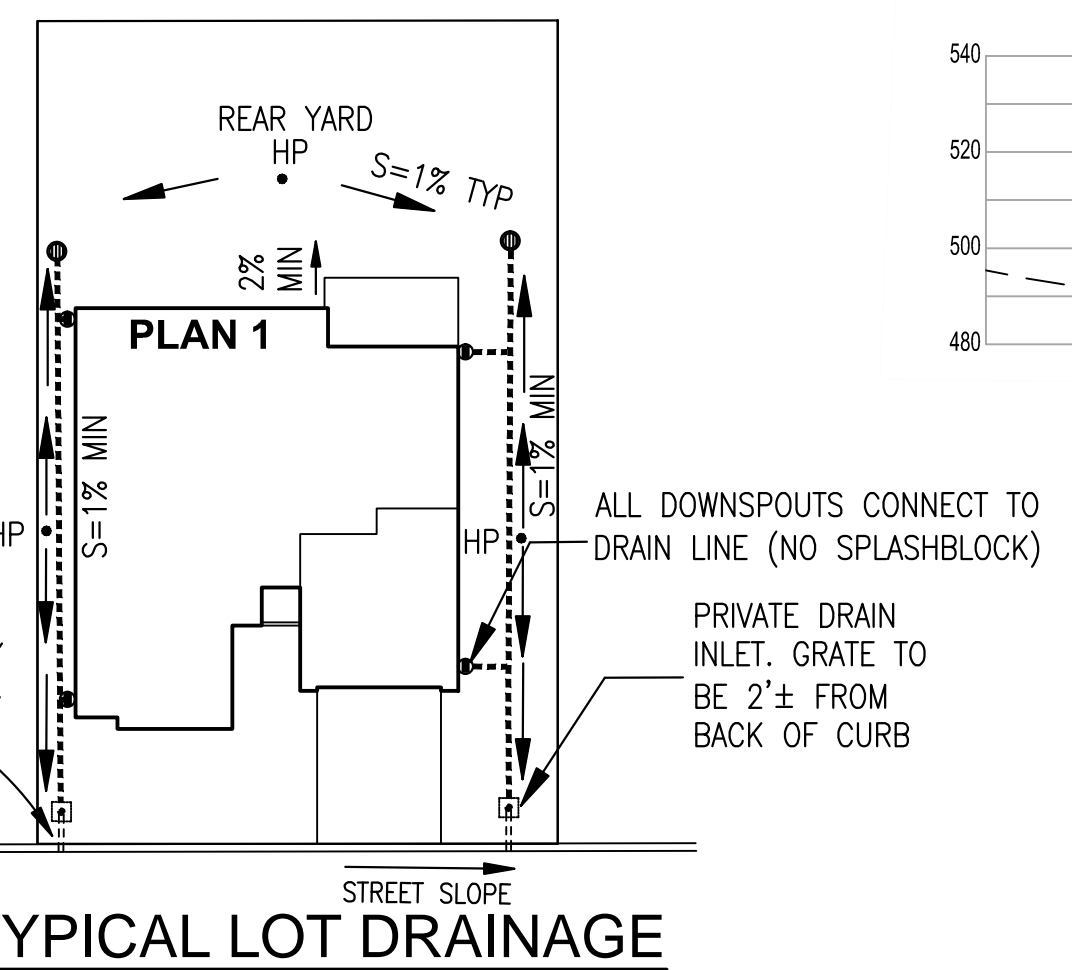 REAR YARD
HP
S=1% TYP
2%
MIN
PLAN 1
S=1% MIN
S=1% MIN
HP
HP
ALL DOWNSPOUTS CONNECT TO
DRAIN LINE (NO SPLASHBLOCK)
PRIVATE DRAIN
INLET. GRATE TO
BE 2'± FROM
BACK OF CURB
STREET SLOPE
YPICAL LOT DRAINAGE
540
520
500
480